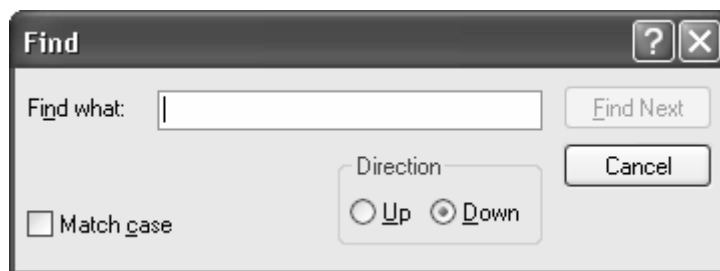 Find
Find what:
Find Next
Direction
Cancel
Up
Down
Match case